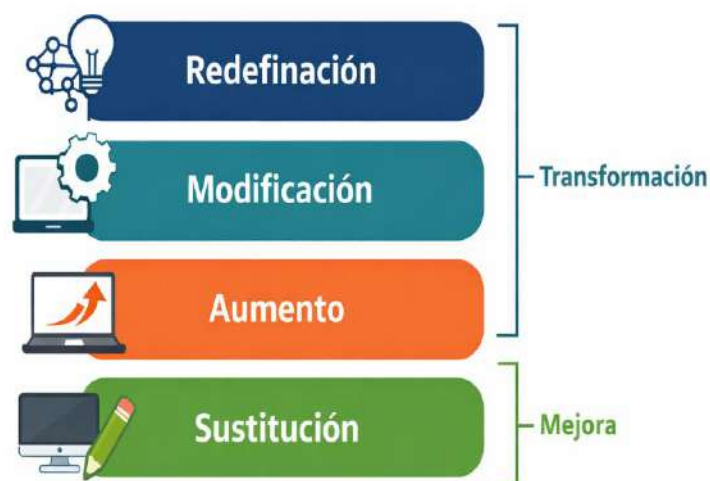 Redefinación
Modificación
Transformación
Aumento
Sustitución
Mejora